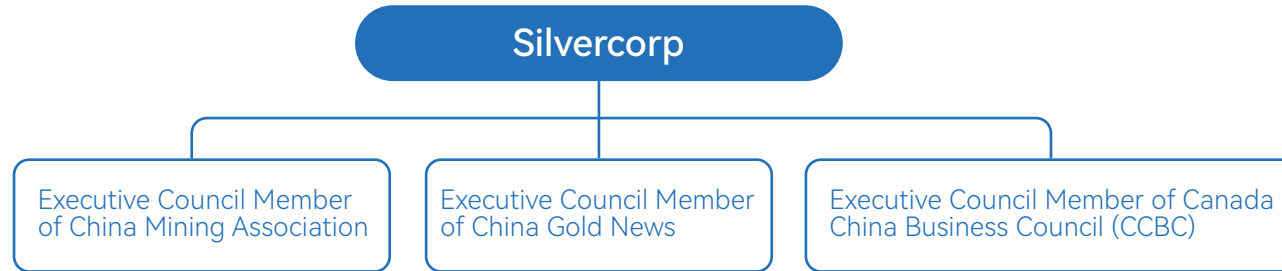 Silvercorp
Executive Council Member
of China Mining Association
Executive Council Member
of China Gold News
Executive Council Member of Canada
China Business Council (CCBC)